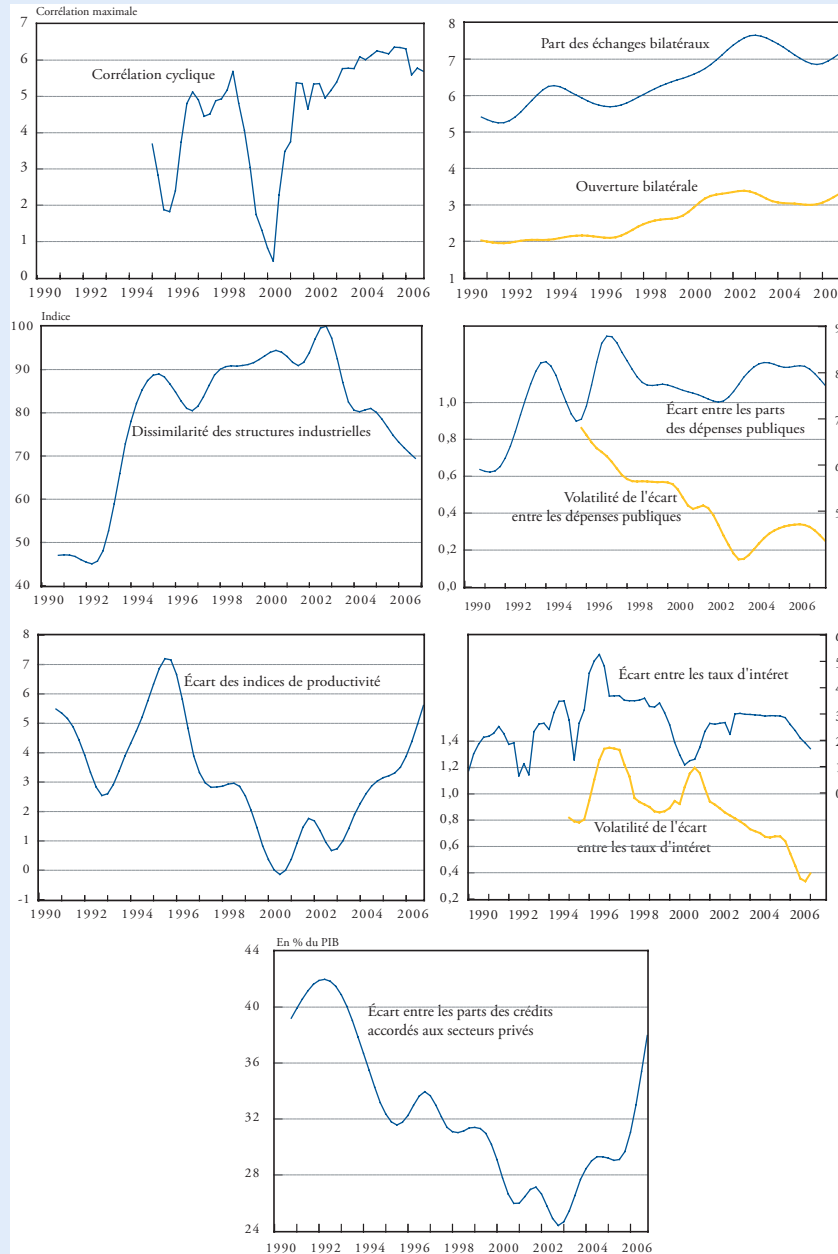 Corrélation maximale
7
6
5
4
3
2
1
0
Corrélation cyclique
1990 1992 1994 1996 1998 2000 2002 2004 2006
8
7
6
5
4
3
2
1
Part des échanges bilatéraux
Ouverture bilatérale
1990 1992 1994 1996 1998 2000 2002 2004
Indice
100
90
80
70
60
50
40
Dissimilarité des structures industrielles
1990 1992 1994 1996 1998 2000 2002 2004 2006
1,0
0,8
0,6
0,4
0,2
0,0
Écart entre les parts
des dépenses publiques
Volatilité de l'écart
entre les dépenses publiques
1990 1992 1994 1996 1998 2000 2002 2004 2006
8
7
6
5
4
3
2
1
0
-1
Écart des indices de productivité
1990 1992 1994 1996 1998 2000 2002 2004 2006
1,4
1,2
1,0
0,8
0,6
0,4
0,2
Écart entre les taux d'intéret
Volatilité de l'écart
entre les taux d'intéret
1990 1992 1994 1996 1998 2000 2002 2004 2006
En % du PIB
44
40
36
32
28
24
Écart entre les parts des crédits
accordés aux secteurs privés
1990 1992 1994 1996 1998 2000 2002 2004 2006